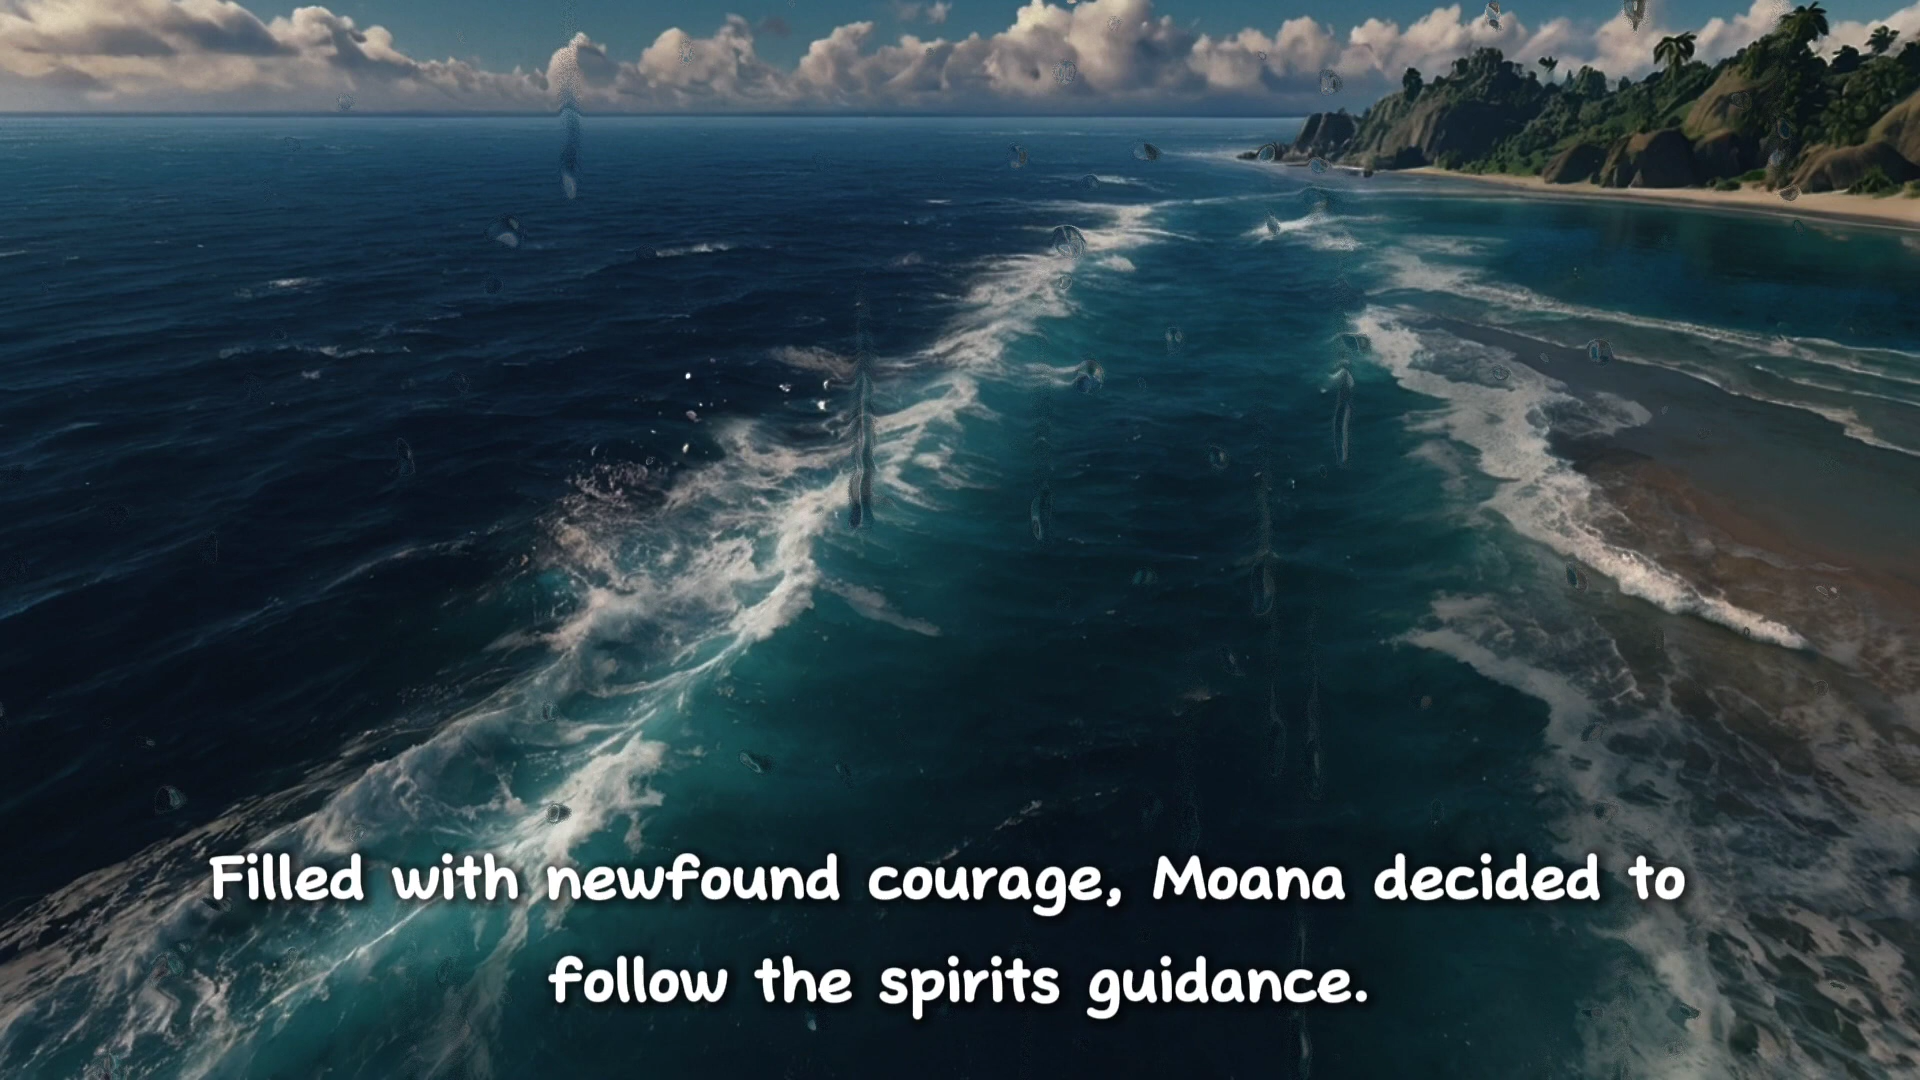 Filled with newfound courage, Moana decided to
follow the spirits guidance.